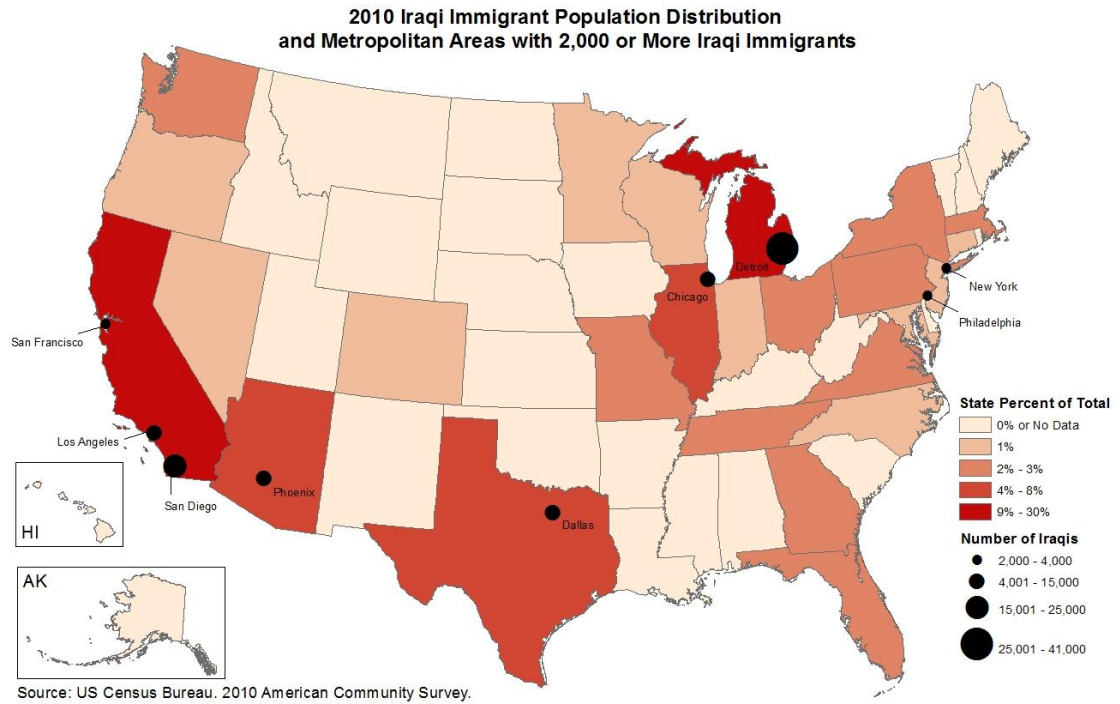 2010 Iraqi Immigrant Population Distribution
and Metropolitan Areas with 2,000 or More Iraqi Immigrants
Detroit
Chicago
New York
Philadelphia
San Francisco
Los Angeles
San Diego
Phoenix
Dallas
HI
AK
State Percent of Total
0% or No Data
1%
2% - 3%
4% - 8%
9% - 30%
Number of Iraqis
2,000 - 4,000
4,001 - 15,000
15,001 - 25,000
25,001 - 41,000
Source: US Census Bureau. 2010 American Community Survey.